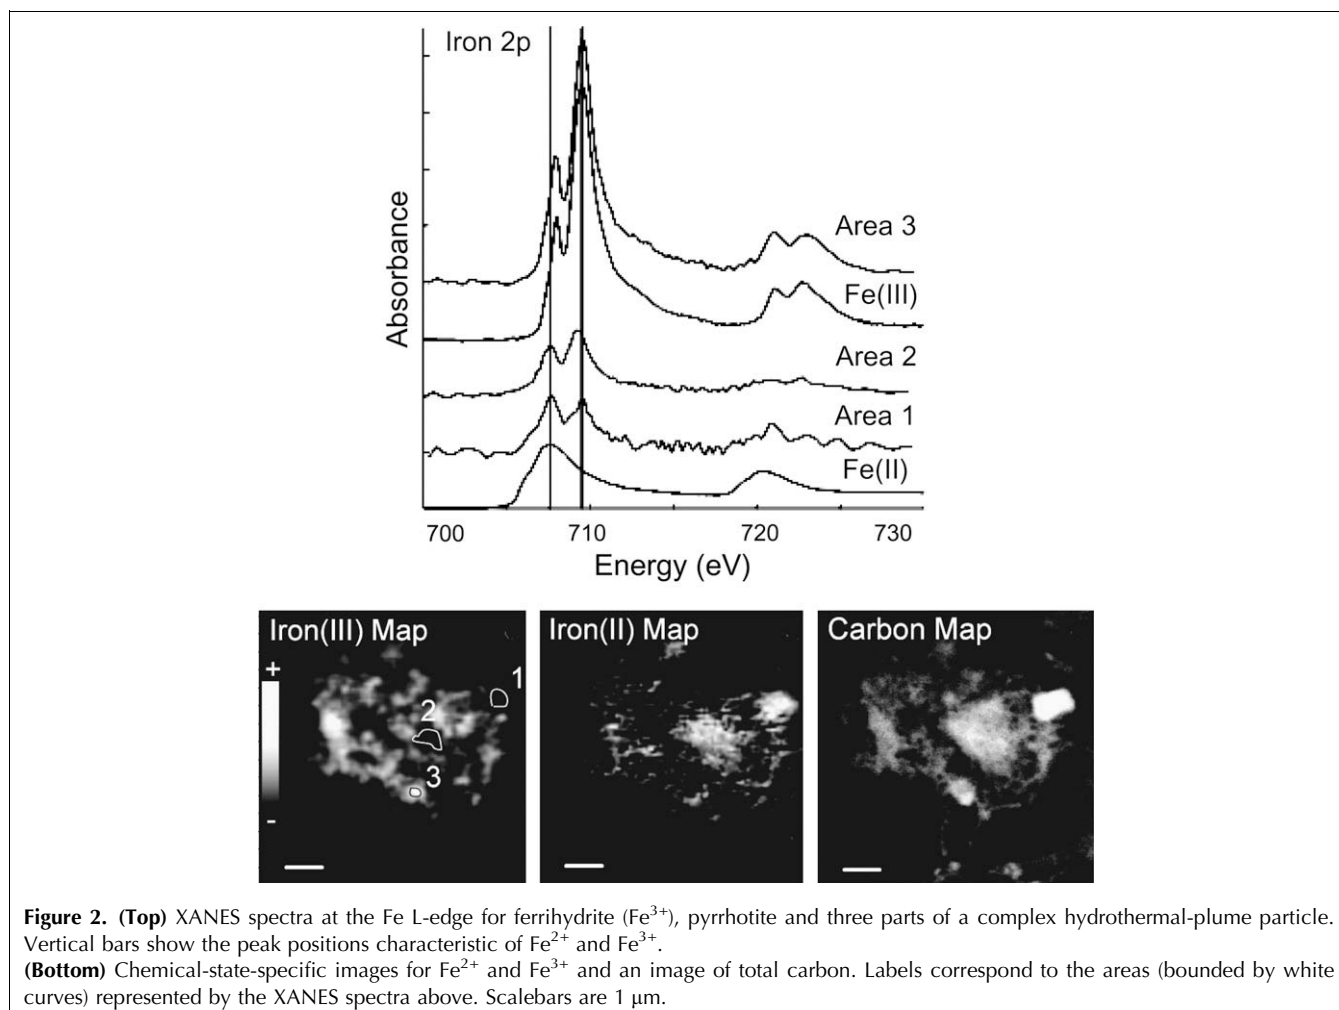 Iron 2p
Absorbance
Area 3
Fe(III)
Area 2
Area 1
Fe(II)
700 710 720 730
Energy (eV)
Iron(III) Map
+
-
1
2
3
Iron(II) Map
Carbon Map
Figure 2. (Top) XANES spectra at the Fe L-edge for ferrihydrite (Fe³⁺), pyrrhotite and three parts of a complex hydrothermal-plume particle.
Vertical bars show the peak positions characteristic of Fe²⁺ and Fe³⁺.
(Bottom) Chemical-state-specific images for Fe²⁺ and Fe³⁺ and an image of total carbon. Labels correspond to the areas (bounded by white
curves) represented by the XANES spectra above. Scalebars are 1 μm.